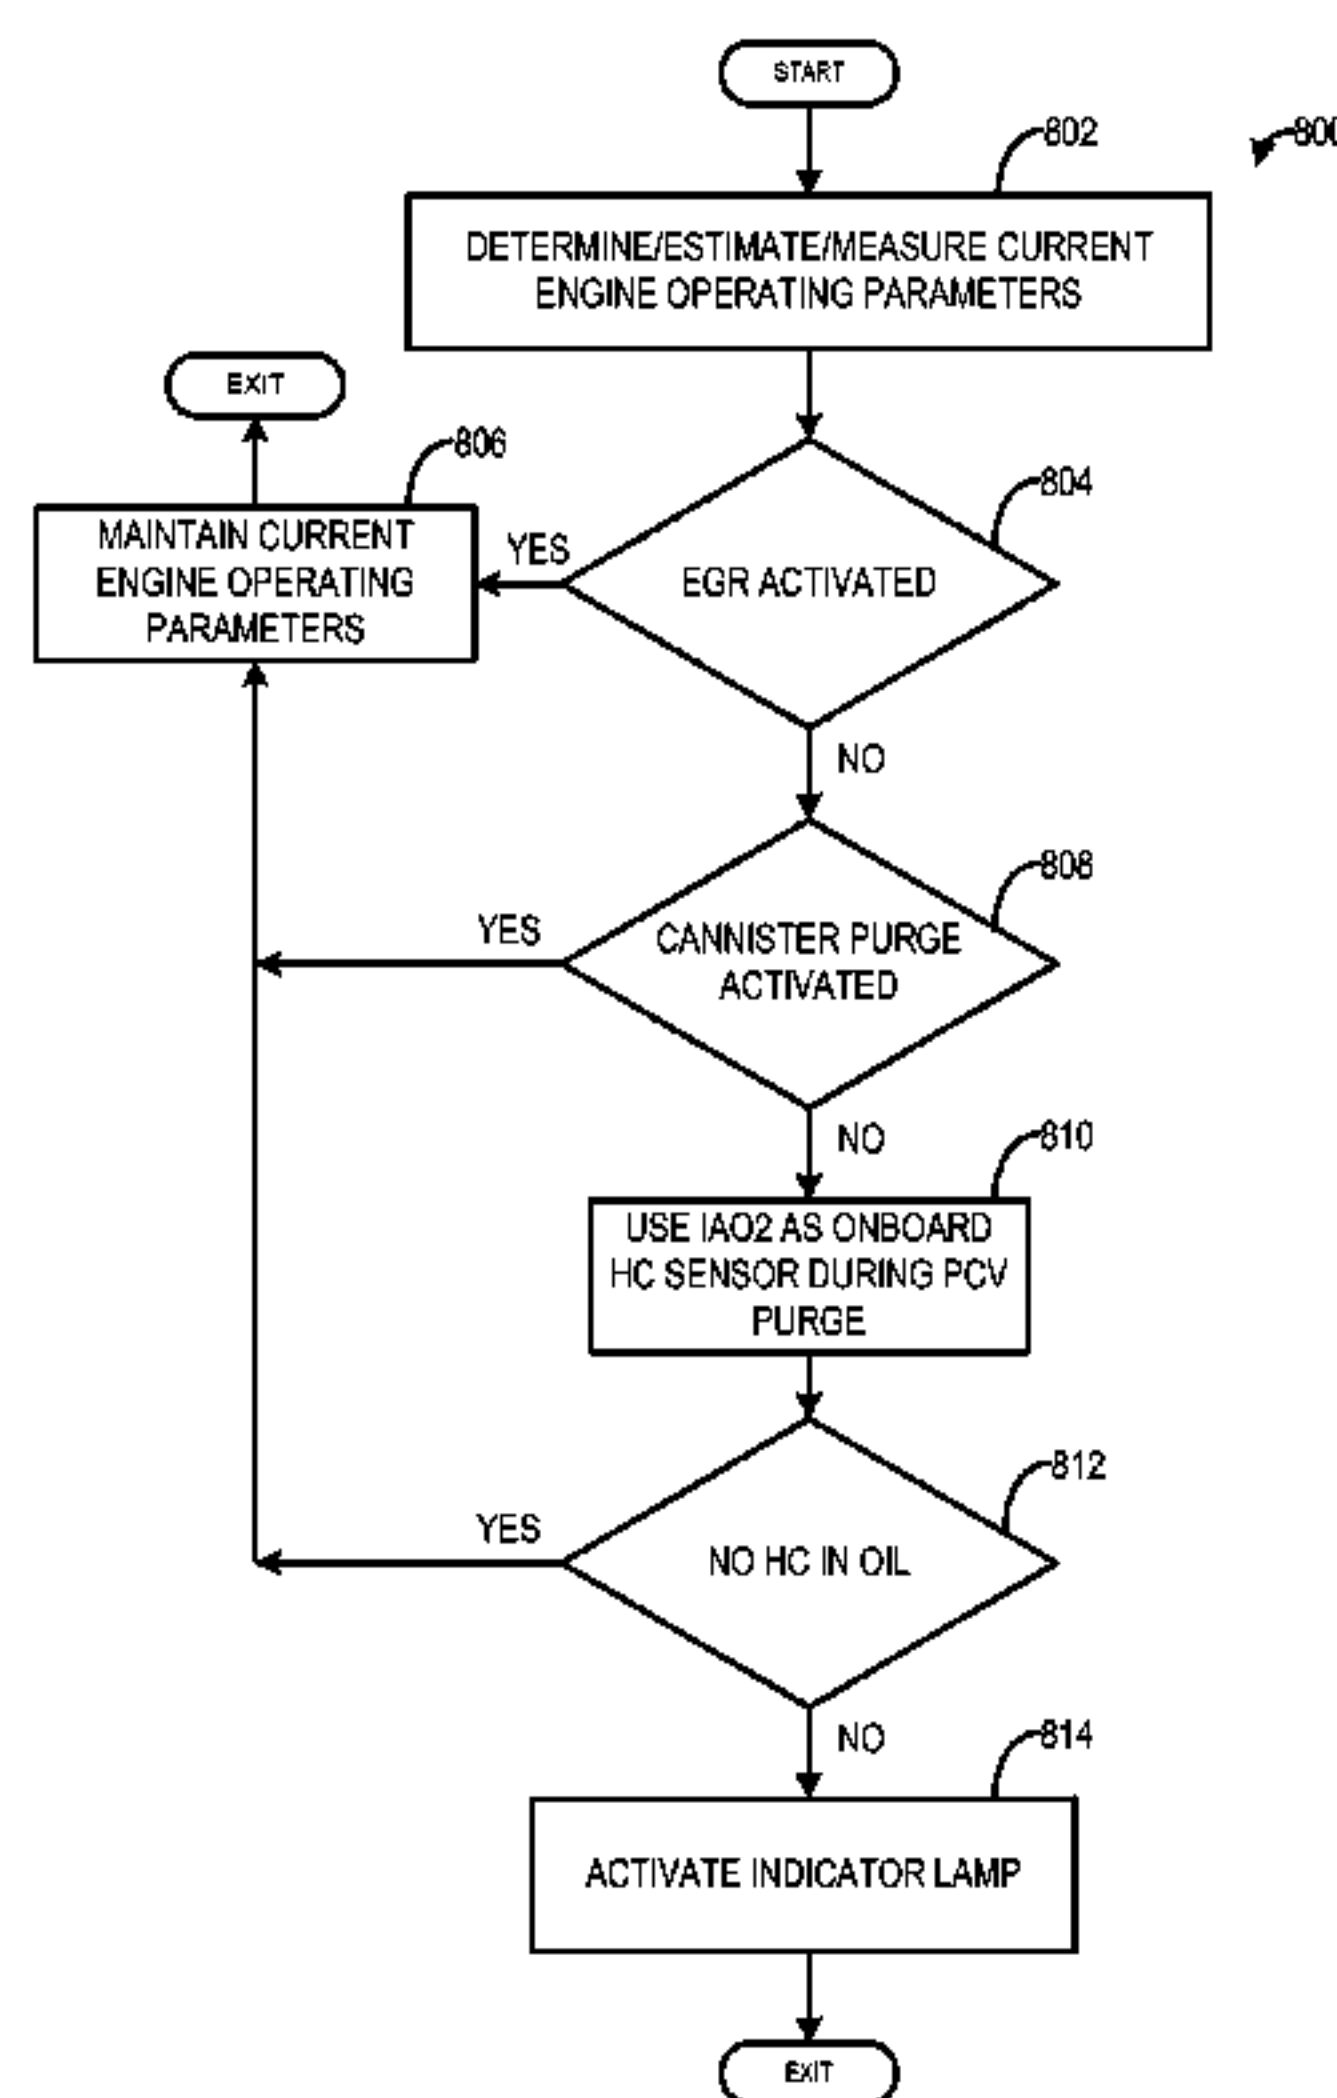 START
802
800
DETERMINE/ESTIMATE/MEASURE CURRENT
ENGINE OPERATING PARAMETERS
EXIT
806
804
MAINTAIN CURRENT
ENGINE OPERATING
PARAMETERS
YES
EGR ACTIVATED
NO
808
YES
CANNISTER PURGE
ACTIVATED
NO
810
USE IAO2 AS ONBOARD
HC SENSOR DURING PCV
PURGE
812
YES
NO HC IN OIL
NO
814
ACTIVATE INDICATOR LAMP
EXIT